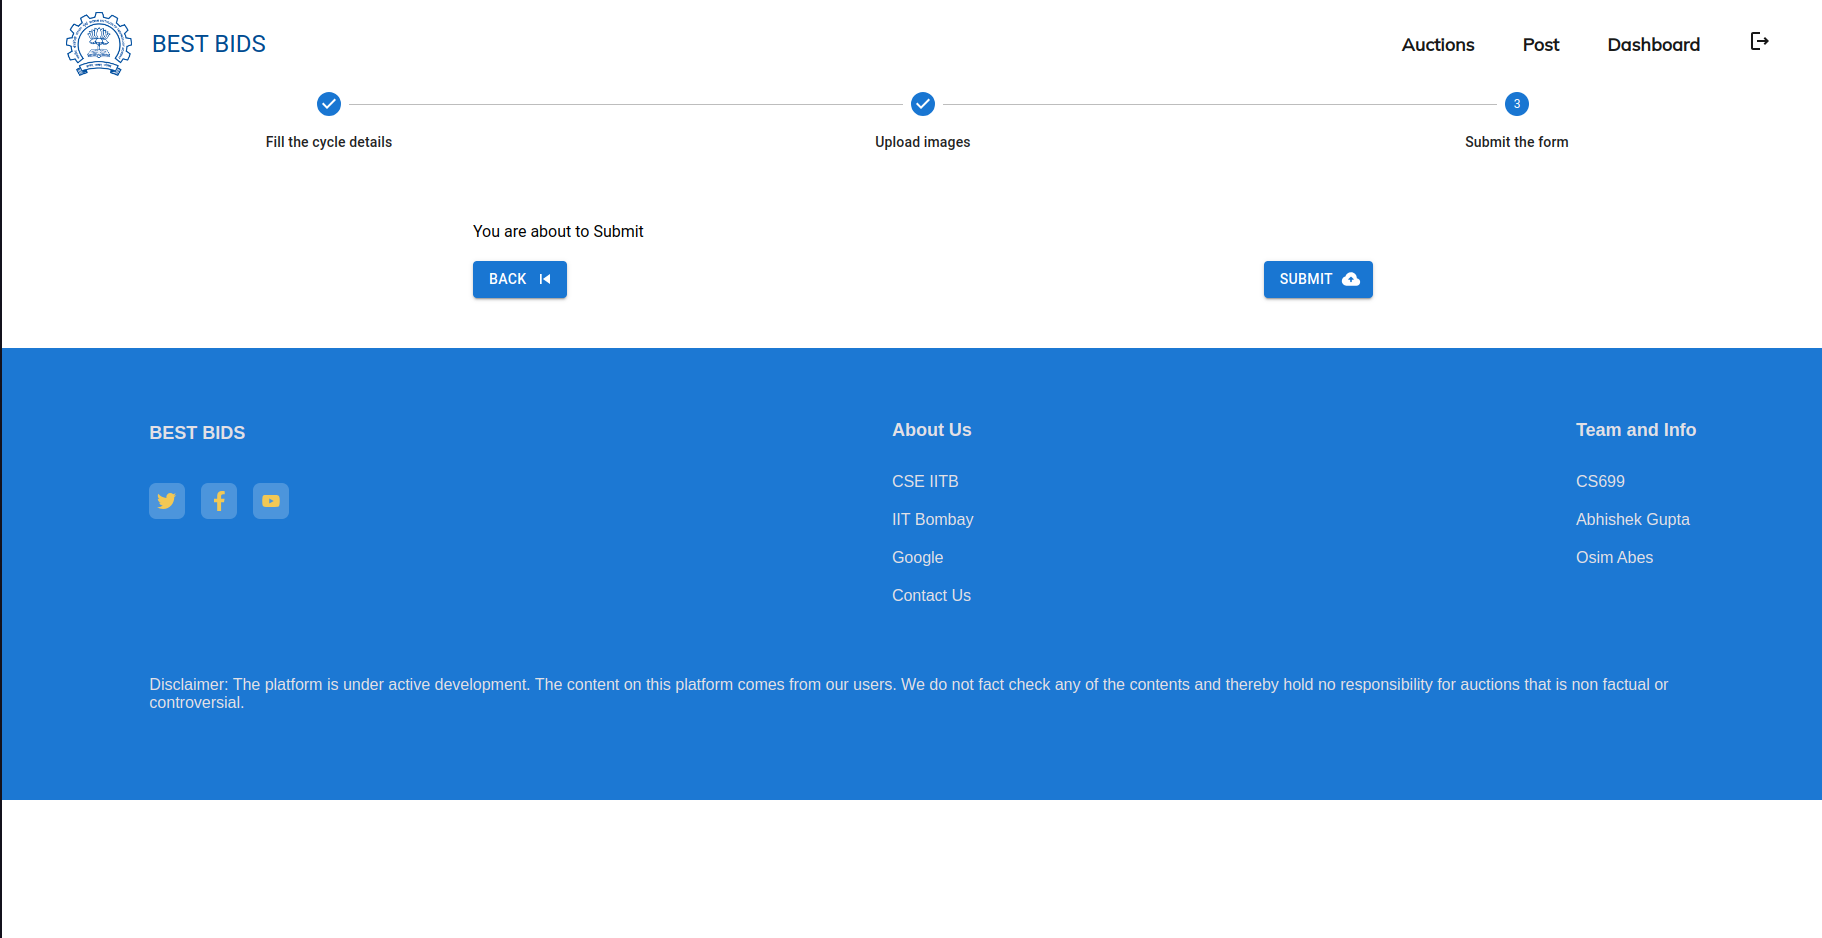 BEST BIDS
Auctions
Post
Dashboard
3
Fill the cycle details
Upload images
Submit the form
You are about to Submit
BACK
SUBMIT
BEST BIDS
About Us
Team and Info
CSE IITB
CS699
IIT Bombay
Abhishek Gupta
Google
Osim Abes
Contact Us
Disclaimer: The platform is under active development. The content on this platform comes from our users. We do not fact check any of the contents and thereby hold no responsibility for auctions that is non factual or
controversial.